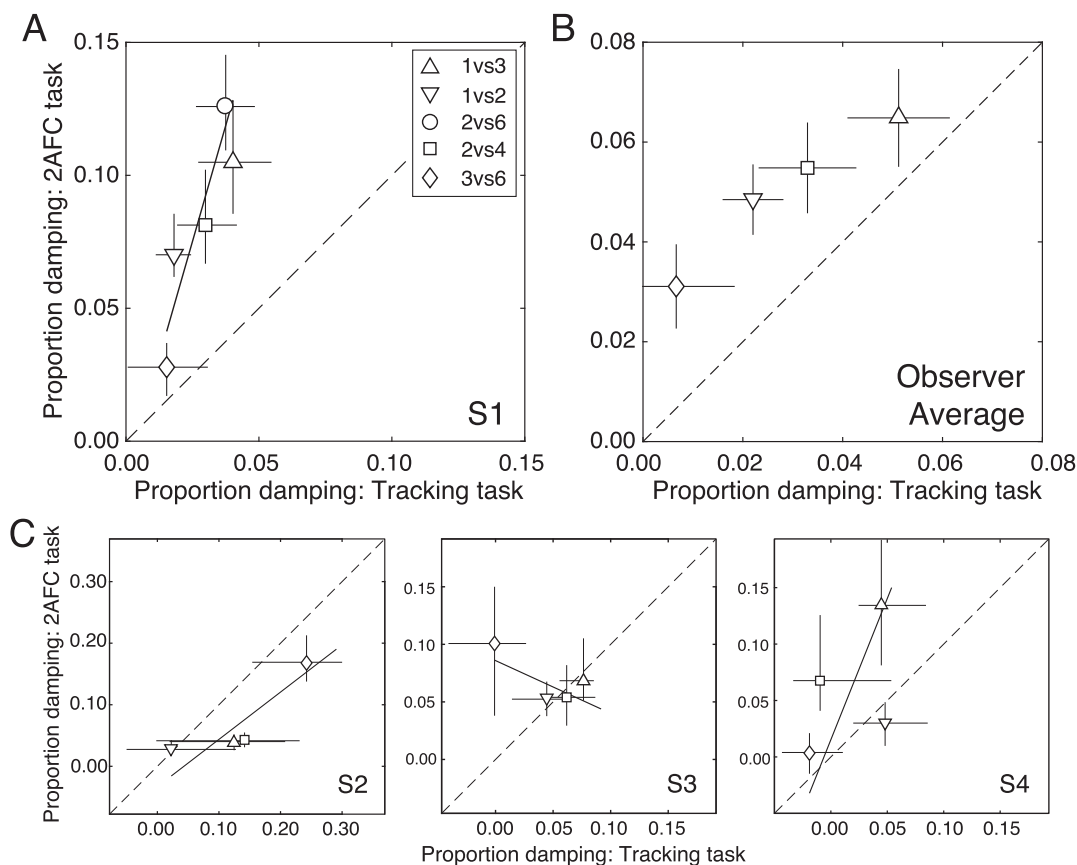 A
B
0.15
0.10
0.05
0.00
Proportion damping: 2AFC task
1vs3
1vs2
2vs6
2vs4
3vs6
S1
0.00 0.05 0.10 0.15
Proportion damping: Tracking task
0.08
0.06
0.04
0.02
0.00
Proportion damping: 2AFC task
Observer
Average
0.00 0.02 0.04 0.06 0.08
Proportion damping: Tracking task
C
Proportion damping: 2AFC task
0.30
0.20
0.10
0.00
S2
0.00 0.10 0.20 0.30
0.15
0.10
0.05
0.00
S3
0.00 0.05 0.10 0.15
0.15
0.10
0.05
0.00
S4
0.00 0.05 0.10 0.15
Proportion damping: Tracking task